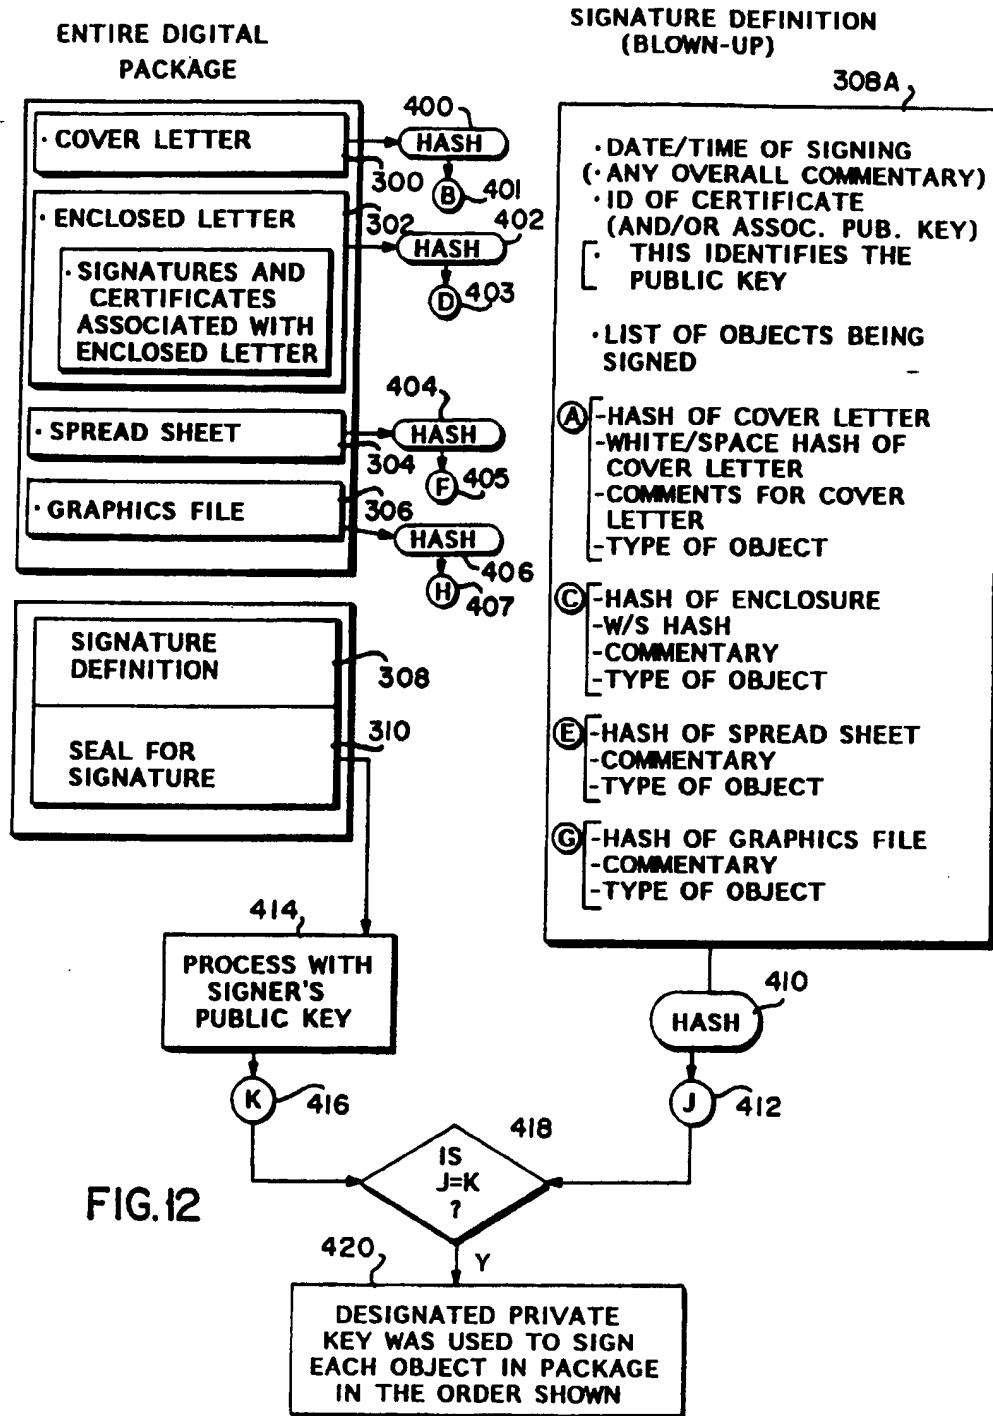 ENTIRE DIGITAL
PACKAGE
· COVER LETTER
300
400
HASH
B
401
· ENCLOSED LETTER
302
402
HASH
D
403
· SIGNATURES AND
CERTIFICATES
ASSOCIATED WITH
ENCLOSED LETTER
404
· SPREAD SHEET
304
HASH
F
405
· GRAPHICS FILE
306
HASH
406
H
407
SIGNATURE
DEFINITION
308
SEAL FOR
SIGNATURE
310
SIGNATURE DEFINITION
(BLOWN-UP)
308A
· DATE/TIME OF SIGNING
(· ANY OVERALL COMMENTARY)
· ID OF CERTIFICATE
(AND/OR ASSOC. PUB. KEY)
[· THIS IDENTIFIES THE
PUBLIC KEY
· LIST OF OBJECTS BEING
SIGNED
A -HASH OF COVER LETTER
-WHITE/SPACE HASH OF
COVER LETTER
-COMMENTS FOR COVER
LETTER
-TYPE OF OBJECT
C -HASH OF ENCLOSURE
-W/S HASH
-COMMENTARY
-TYPE OF OBJECT
E -HASH OF SPREAD SHEET
-COMMENTARY
-TYPE OF OBJECT
G -HASH OF GRAPHICS FILE
-COMMENTARY
-TYPE OF OBJECT
414
PROCESS WITH
SIGNER'S
PUBLIC KEY
K
416
410
HASH
J
412
418
IS
J=K
?
Y
FIG.12
420
DESIGNATED PRIVATE
KEY WAS USED TO SIGN
EACH OBJECT IN PACKAGE
IN THE ORDER SHOWN